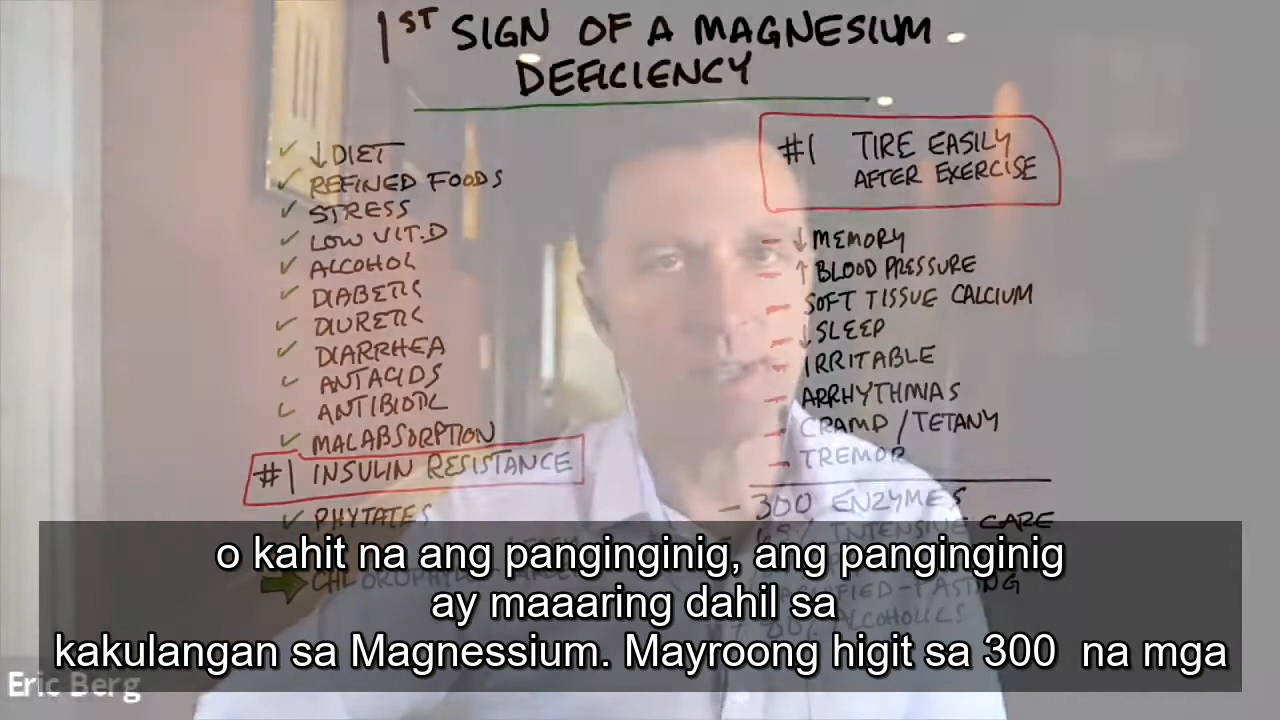 1ST SIGN OF A MAGNESIUM
DEFICIENCY
↓ DIET
REFINED FOODS
STRESS
LOW VIT.D
ALCOHOL
DIABETIC
DIURETIC
DIARRHEA
ANTACIDS
ANTIBIOTIC
MALABSORPTION
#1 INSULIN RESISTANCE
PHYTATES
#1 TIRE EASILY
AFTER EXERCISE
- ↓ MEMORY
- ↑ BLOOD PRESSURE
- SOFT TISSUE CALCIUM
- ↓ SLEEP
- IRRITABLE
- ARRHYTHMIAS
- CRAMP / TETANY
- TREMOR
- 300 ENZYMES
INTENSIVE CARE
ALCOHOLICS
o kahit na ang panginginig, ang panginginig
ay maaaring dahil sa
kakulangan sa Magnessium. Mayroong higit sa 300 na mga
Eric Berg